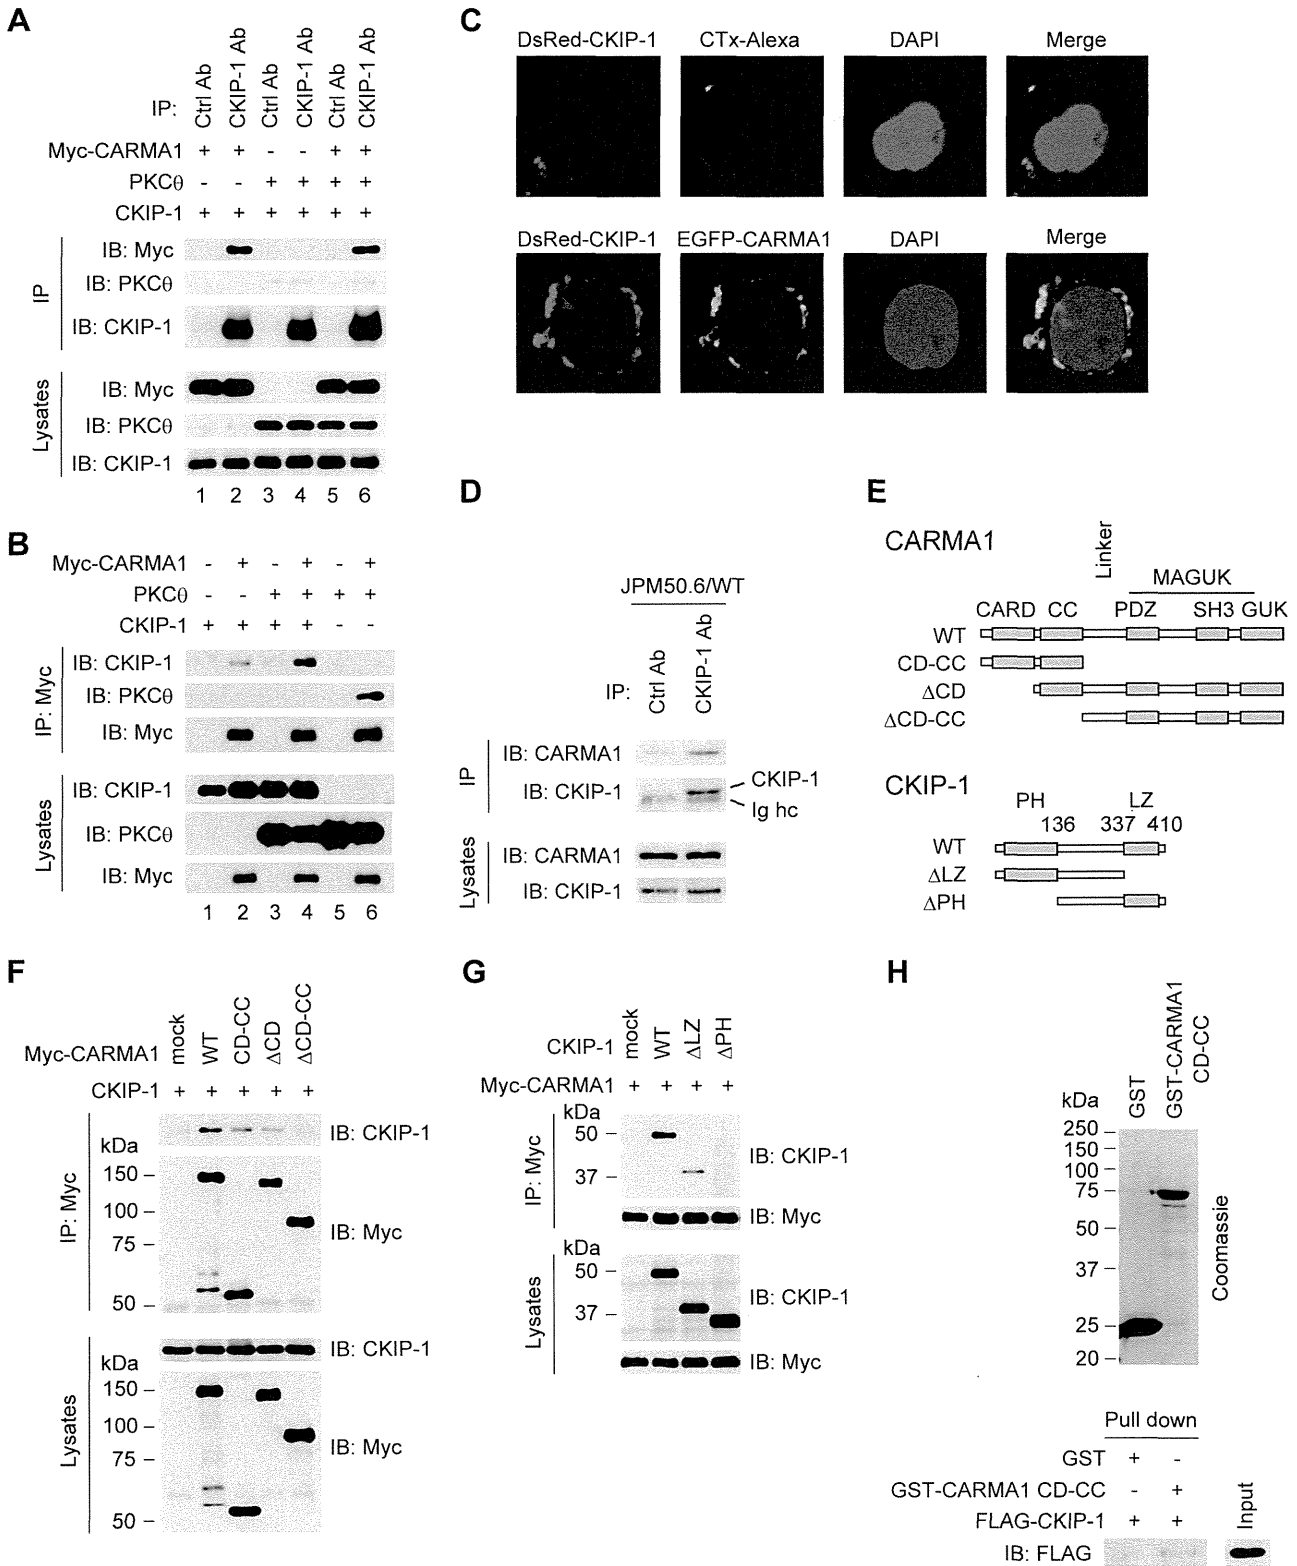 A
IP: Ctrl Ab CKIP-1 Ab Ctrl Ab CKIP-1 Ab Ctrl Ab CKIP-1 Ab
Myc-CARMA1 + + - - + +
PKCθ - - + + + +
CKIP-1 + + + + + +
IP
IB: Myc
IB: PKCθ
IB: CKIP-1
Lysates
IB: Myc
IB: PKCθ
IB: CKIP-1
1 2 3 4 5 6
B
Myc-CARMA1 - + - + - +
PKCθ - - + + + +
CKIP-1 + + + + - -
IP: Myc
IB: CKIP-1
IB: PKCθ
IB: Myc
Lysates
IB: CKIP-1
IB: PKCθ
IB: Myc
1 2 3 4 5 6
C
DsRed-CKIP-1 CTx-Alexa DAPI Merge
DsRed-CKIP-1 EGFP-CARMA1 DAPI Merge
D
JPM50.6/WT
IP: Ctrl Ab CKIP-1 Ab
IP
IB: CARMA1
IB: CKIP-1
CKIP-1
Ig hc
Lysates
IB: CARMA1
IB: CKIP-1
E
CARMA1
Linker
MAGUK
CARD CC PDZ SH3 GUK
WT
CD-CC
ΔCD
ΔCD-CC
CKIP-1
PH LZ
136 337 410
WT
ΔLZ
ΔPH
F
Myc-CARMA1 mock WT CD-CC ΔCD ΔCD-CC
CKIP-1 + + + + +
IP: Myc
IB: CKIP-1
kDa
150
100
75
50
IB: Myc
Lysates
IB: CKIP-1
kDa
150
100
75
50
IB: Myc
G
CKIP-1 mock WT ΔLZ ΔPH
Myc-CARMA1 + + + +
IP: Myc
kDa
50
37
IB: CKIP-1
IB: Myc
Lysates
kDa
50
37
IB: CKIP-1
IB: Myc
H
GST GST-CARMA1 CD-CC
kDa
250
150
100
75
50
37
25
20
Coomassie
Pull down
GST + -
GST-CARMA1 CD-CC - +
FLAG-CKIP-1 + +
Input
IB: FLAG